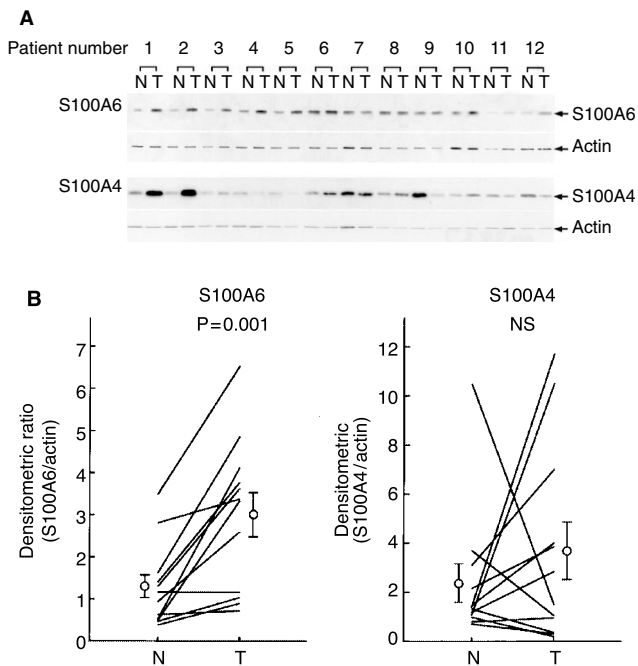 A
Patient number 1 2 3 4 5 6 7 8 9 10 11 12
N T N T N T N T N T N T N T N T N T N T N T N T
S100A6 S100A6
Actin
S100A4 S100A4
Actin
B
S100A6
P=0.001
Densitometric ratio
(S100A6/actin)
7
6
5
4
3
2
1
0
N T
S100A4
NS
Densitometric
(S100A4/actin)
12
10
8
6
4
2
0
N T